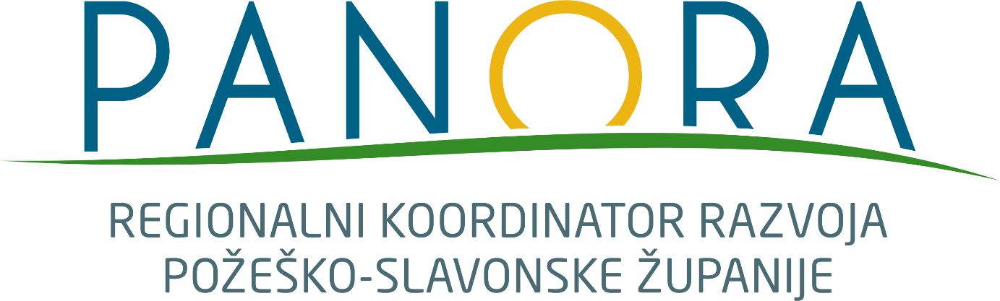 PANORA
REGIONALNI KOORDINATOR RAZVOJA
POŽEŠKO-SLAVONSKE ŽUPANIJE